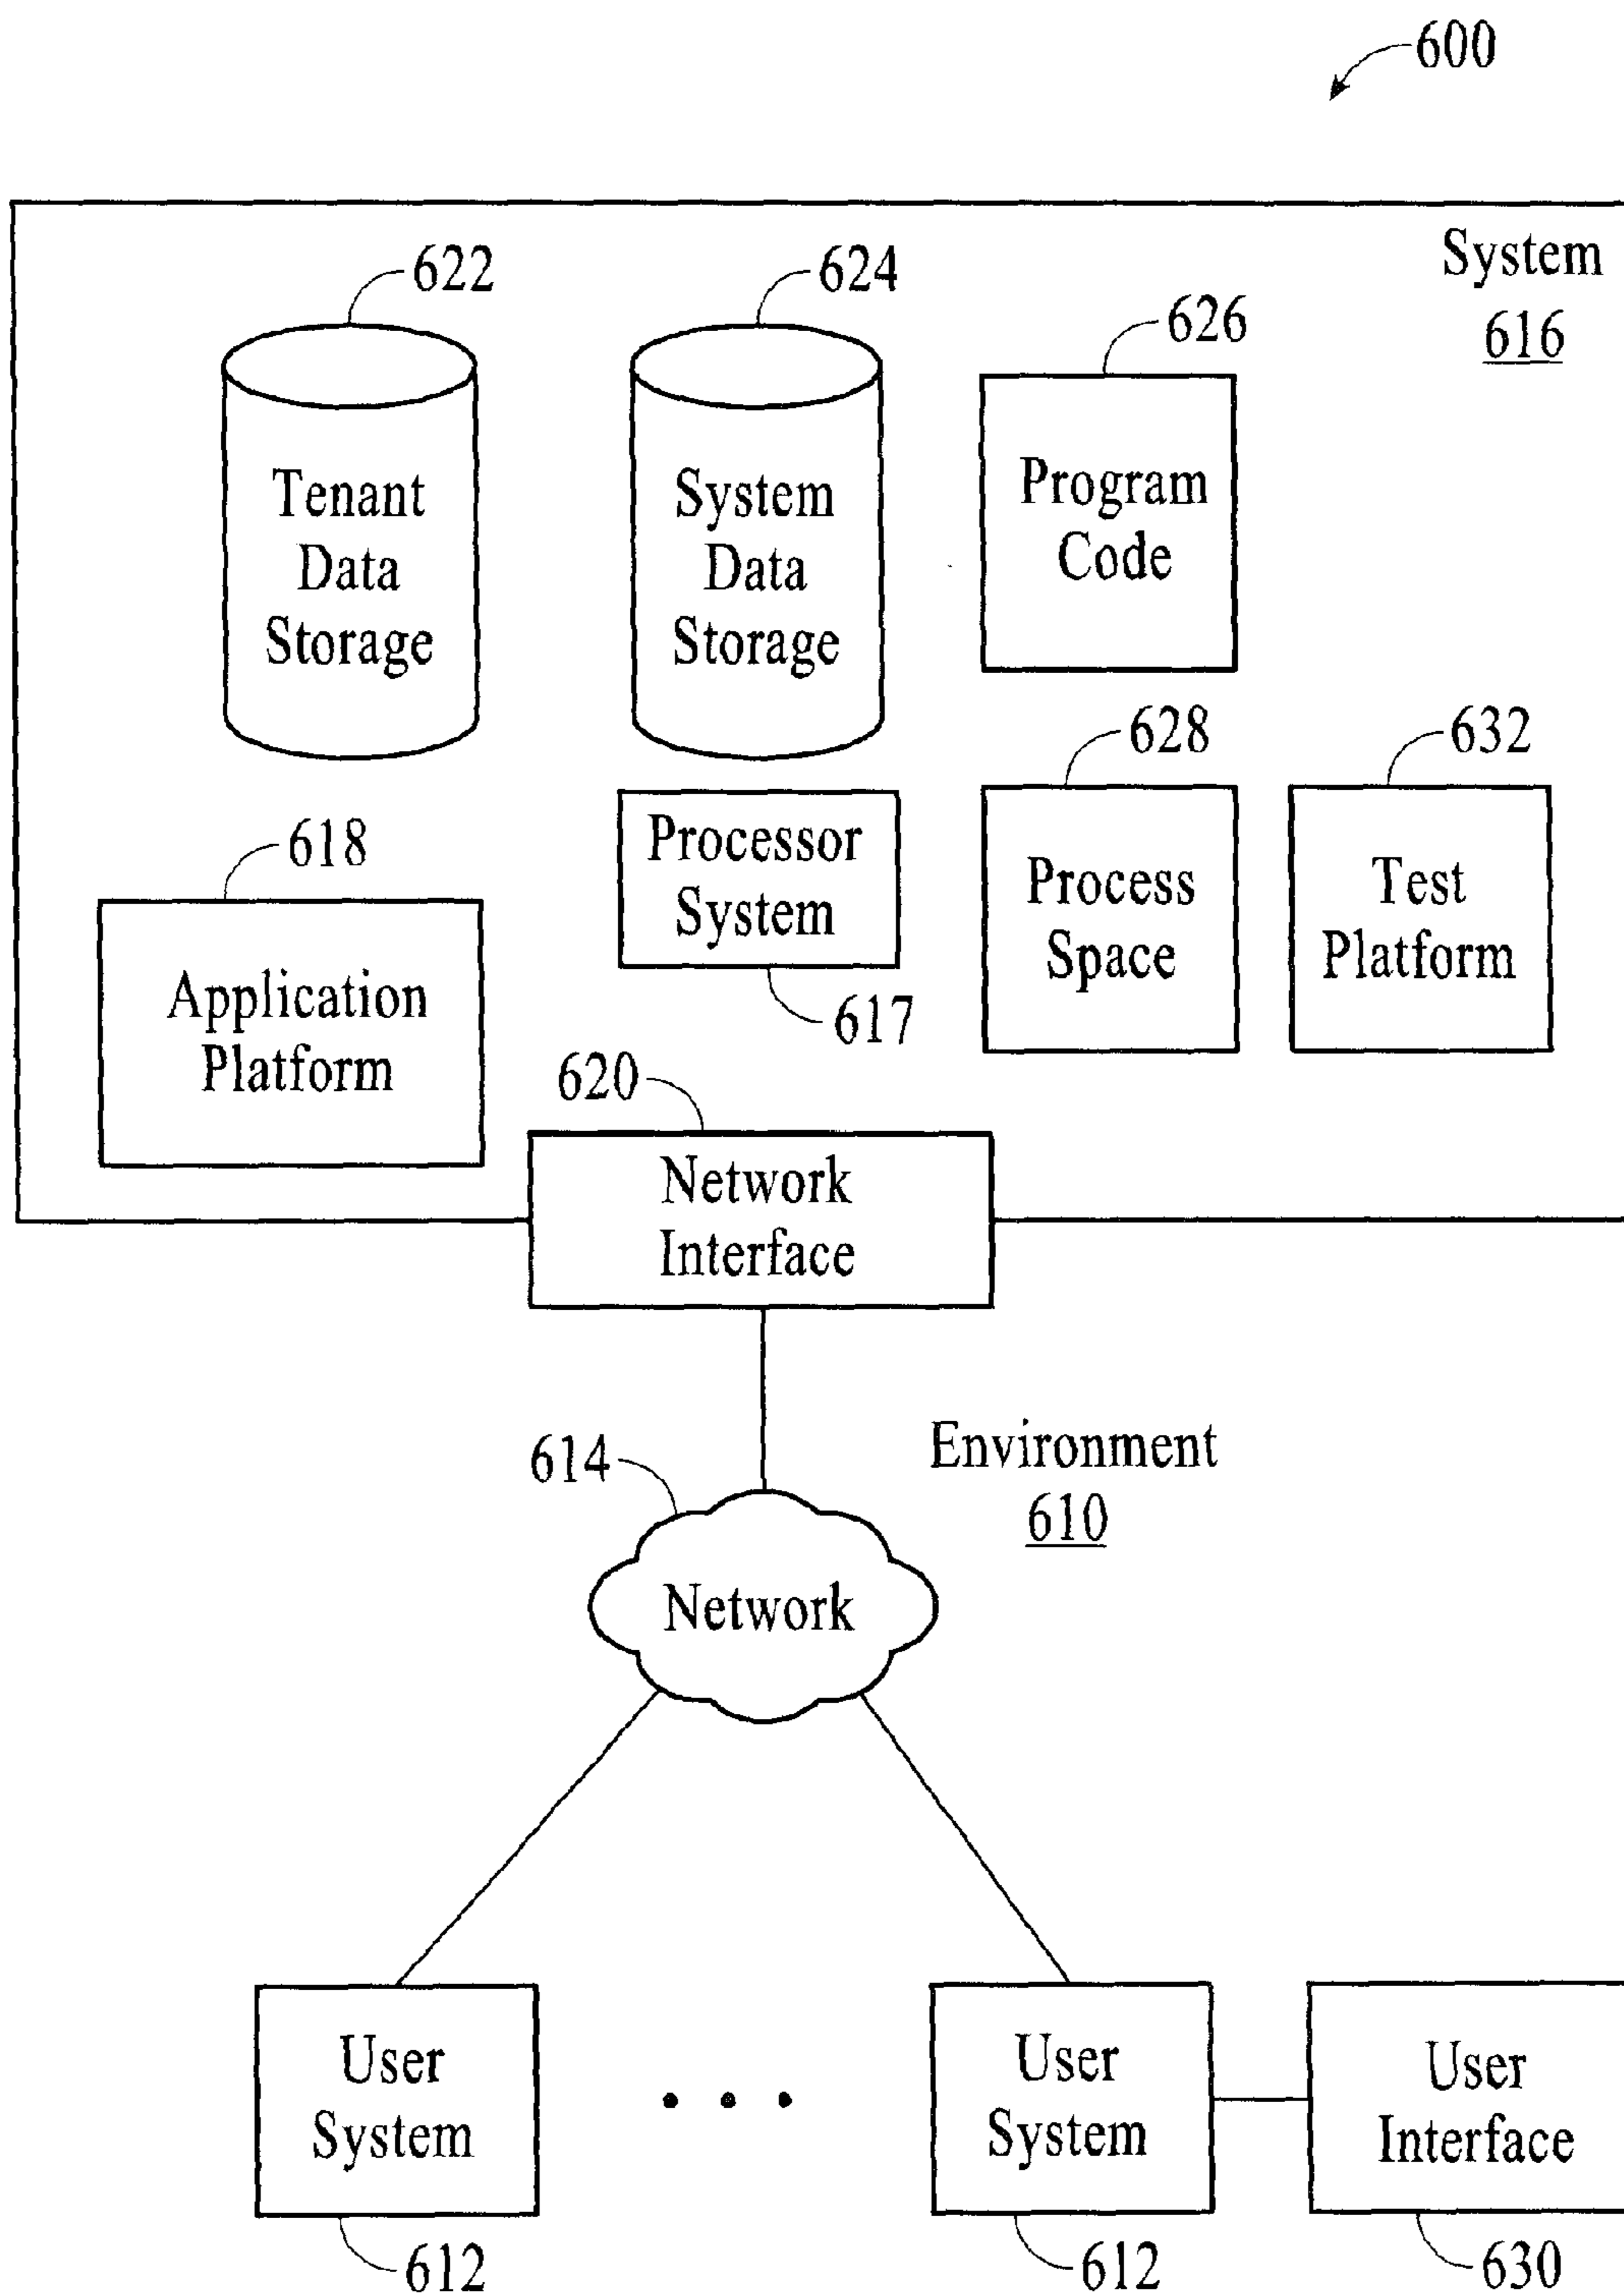 600
System
616
622
624
626
Tenant
Data
Storage
System
Data
Storage
Program
Code
618
628
632
Application
Platform
Processor
System
617
Process
Space
Test
Platform
620
Network
Interface
614
Environment
610
Network
User
System
612
• • •
User
System
612
User
Interface
630